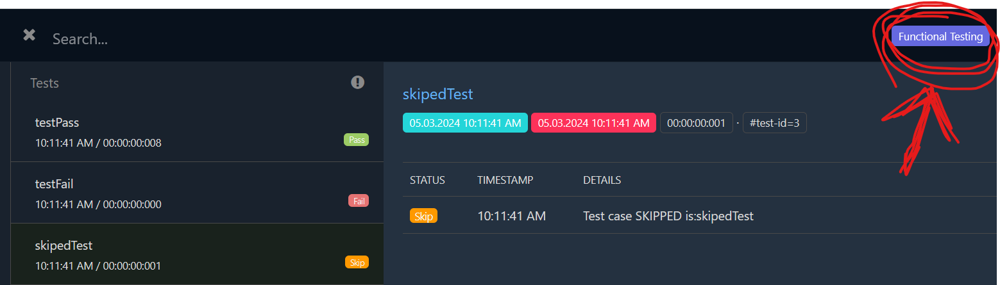 Search...
Functional Testing
Tests
testPass
10:11:41 AM / 00:00:00:008
Pass
testFail
10:11:41 AM / 00:00:00:000
Fail
skipedTest
10:11:41 AM / 00:00:00:001
Skip
skipedTest
05.03.2024 10:11:41 AM 05.03.2024 10:11:41 AM 00:00:00:001 · #test-id=3
STATUS TIMESTAMP DETAILS
Skip 10:11:41 AM Test case SKIPPED is:skipedTest